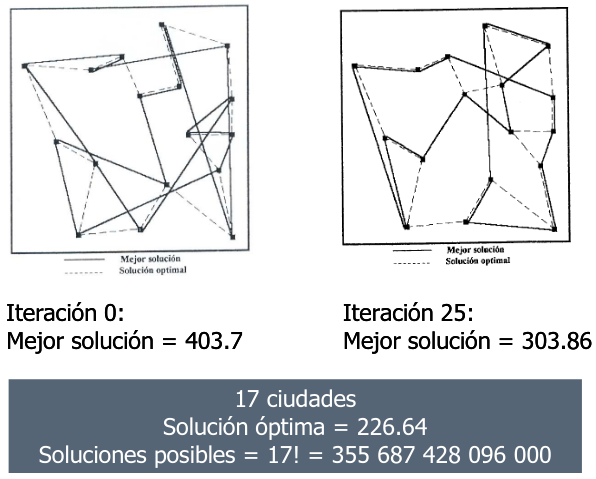 Mejor solución
Solución optimal
Mejor solución
Solución optimal
Iteración 0:
Mejor solución = 403.7
Iteración 25:
Mejor solución = 303.86
17 ciudades
Solución óptima = 226.64
Soluciones posibles = 17! = 355 687 428 096 000